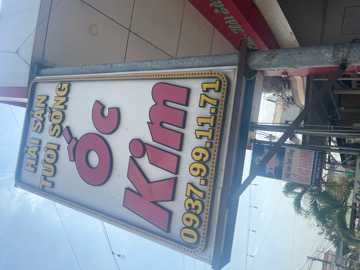 HẢI SẢN
TƯƠI SỐNG
Ốc
Kim
0937.99.11.71